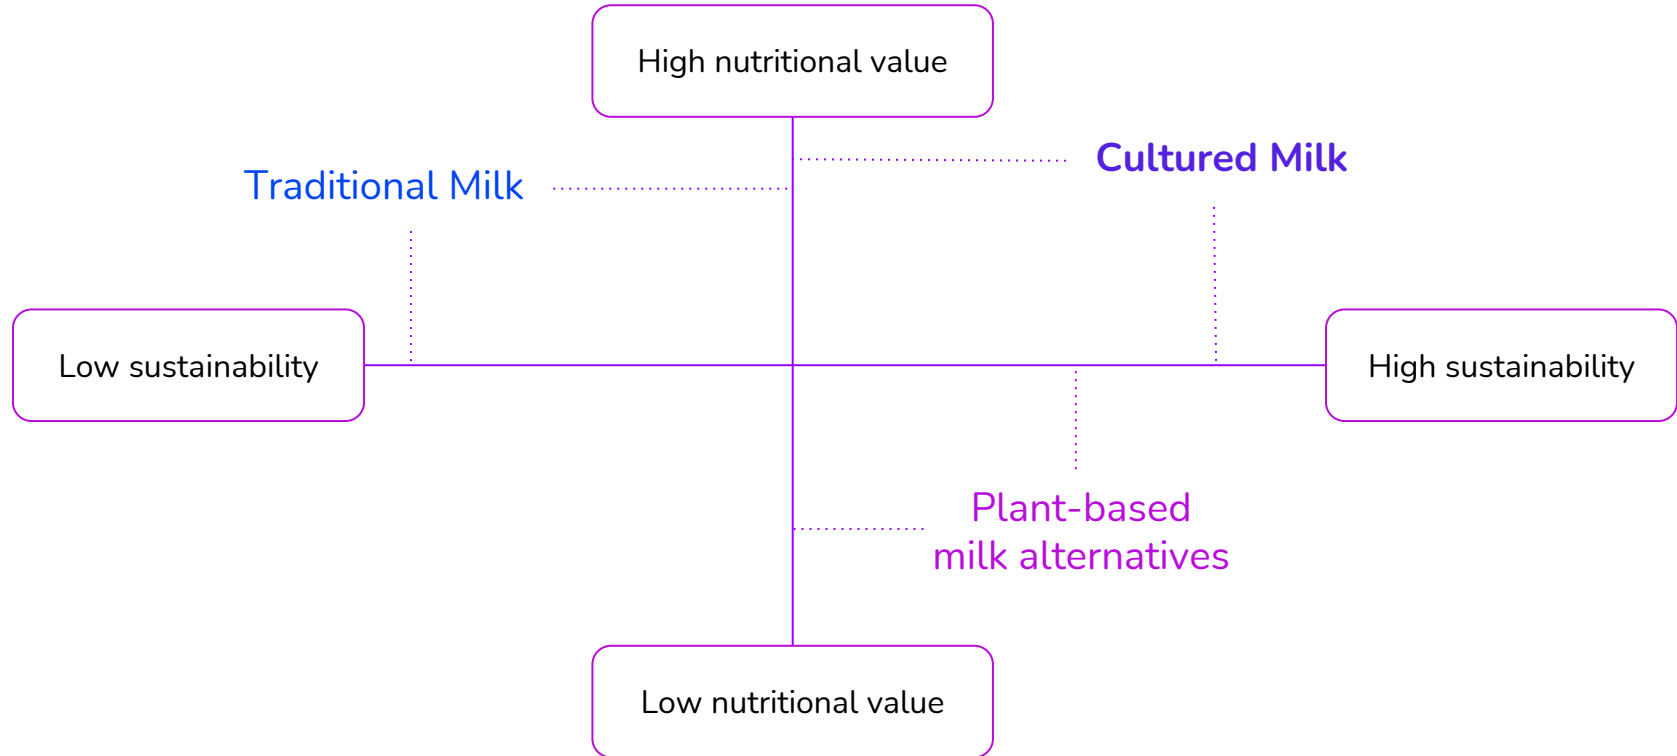 High nutritional value
Cultured Milk
Traditional Milk
Low sustainability
High sustainability
Plant-based
milk alternatives
Low nutritional value